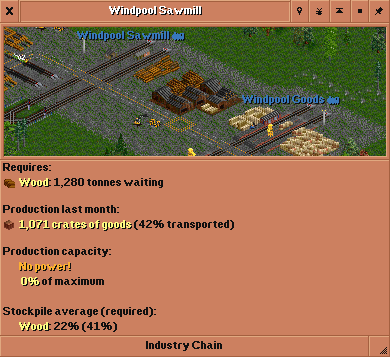 Windpool Sawmill
Windpool Sawmill
Windpool Goods
Requires:
Wood: 1,280 tonnes waiting
Production last month:
1,071 crates of goods (42% transported)
Production capacity:
No power!
0% of maximum
Stockpile average (required):
Wood: 22% (41%)
Industry Chain